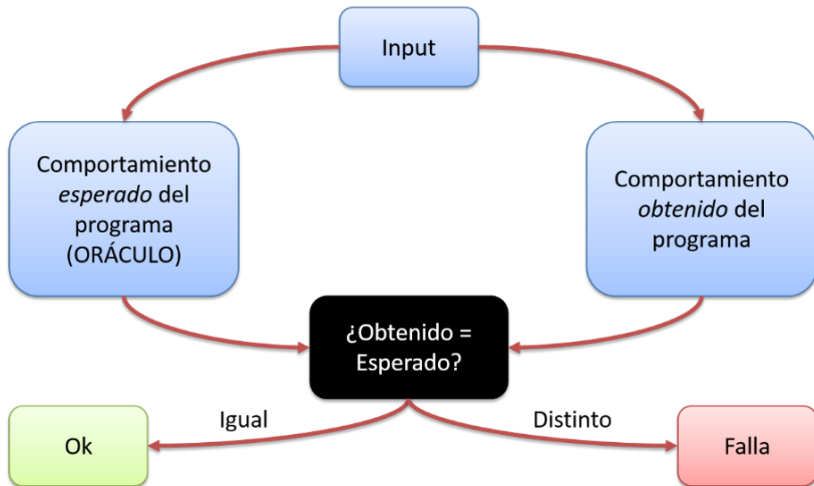 Input
Comportamiento
esperado del
programa
(ORÁCULO)
Comportamiento
obtenido del
programa
¿Obtenido =
Esperado?
Igual
Distinto
Ok
Falla